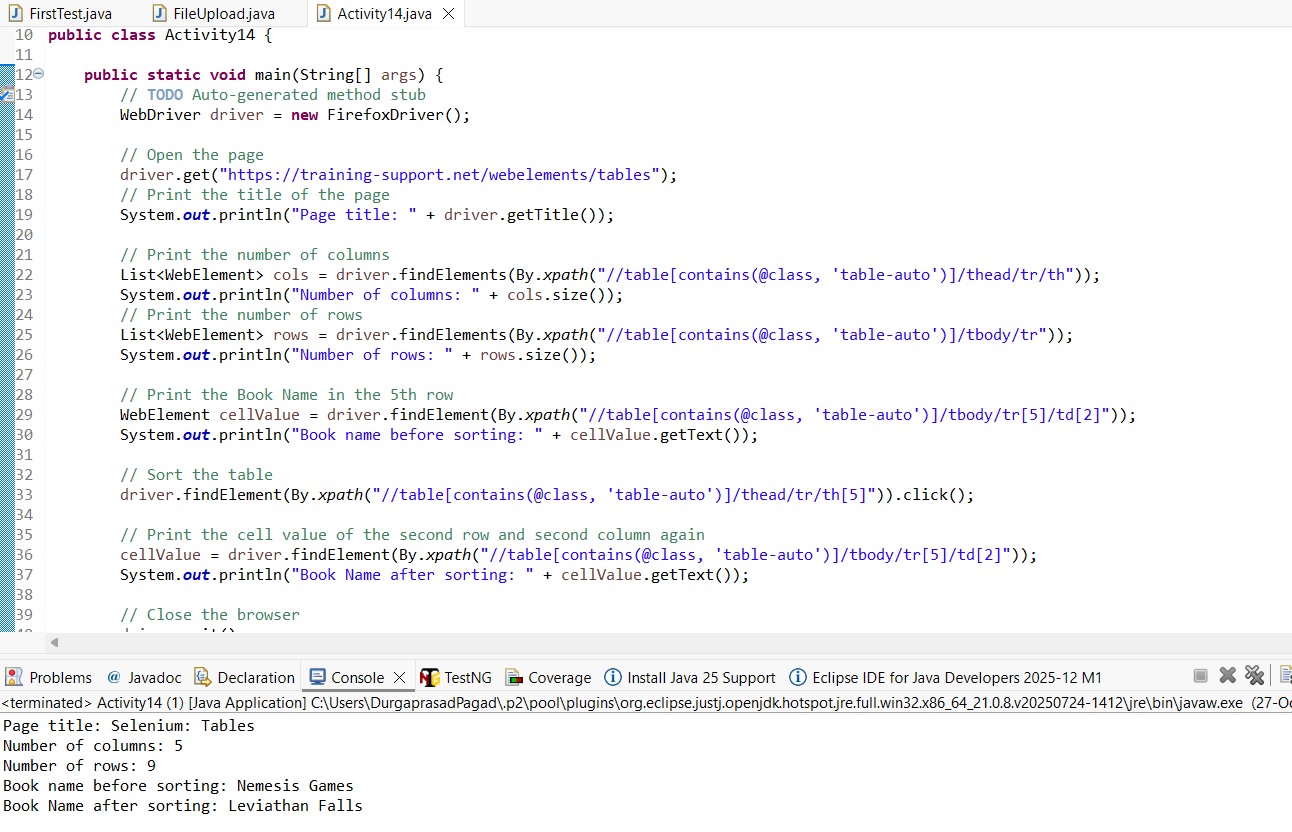 FirstTest.java FileUpload.java Activity14.java
10 public class Activity14 {
11
12 public static void main(String[] args) {
13 // TODO Auto-generated method stub
14 WebDriver driver = new FirefoxDriver();
15
16 // Open the page
17 driver.get("https://training-support.net/webelements/tables");
18 // Print the title of the page
19 System.out.println("Page title: " + driver.getTitle());
20
21 // Print the number of columns
22 List<WebElement> cols = driver.findElements(By.xpath("//table[contains(@class, 'table-auto')]/thead/tr/th"));
23 System.out.println("Number of columns: " + cols.size());
24 // Print the number of rows
25 List<WebElement> rows = driver.findElements(By.xpath("//table[contains(@class, 'table-auto')]/tbody/tr"));
26 System.out.println("Number of rows: " + rows.size());
27
28 // Print the Book Name in the 5th row
29 WebElement cellValue = driver.findElement(By.xpath("//table[contains(@class, 'table-auto')]/tbody/tr[5]/td[2]"));
30 System.out.println("Book name before sorting: " + cellValue.getText());
31
32 // Sort the table
33 driver.findElement(By.xpath("//table[contains(@class, 'table-auto')]/thead/tr/th[5]")).click();
34
35 // Print the cell value of the second row and second column again
36 cellValue = driver.findElement(By.xpath("//table[contains(@class, 'table-auto')]/tbody/tr[5]/td[2]"));
37 System.out.println("Book Name after sorting: " + cellValue.getText());
38
39 // Close the browser
Problems @ Javadoc Declaration Console TestNG Coverage Install Java 25 Support Eclipse IDE for Java Developers 2025-12 M1
<terminated> Activity14 (1) [Java Application] C:\Users\DurgaprasadPagad\.p2\pool\plugins\org.eclipse.justj.openjdk.hotspot.jre.full.win32.x86_64_21.0.8.v20250724-1412\jre\bin\javaw.exe (27-O
Page title: Selenium: Tables
Number of columns: 5
Number of rows: 9
Book name before sorting: Nemesis Games
Book Name after sorting: Leviathan Falls